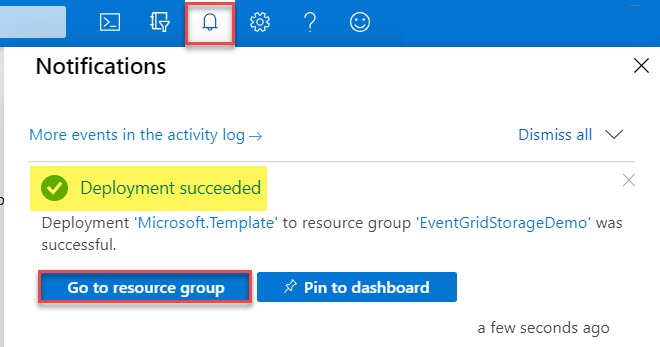 Notifications
More events in the activity log →
Dismiss all
Deployment succeeded
Deployment 'Microsoft.Template' to resource group 'EventGridStorageDemo' was
successful.
Go to resource group
Pin to dashboard
a few seconds ago